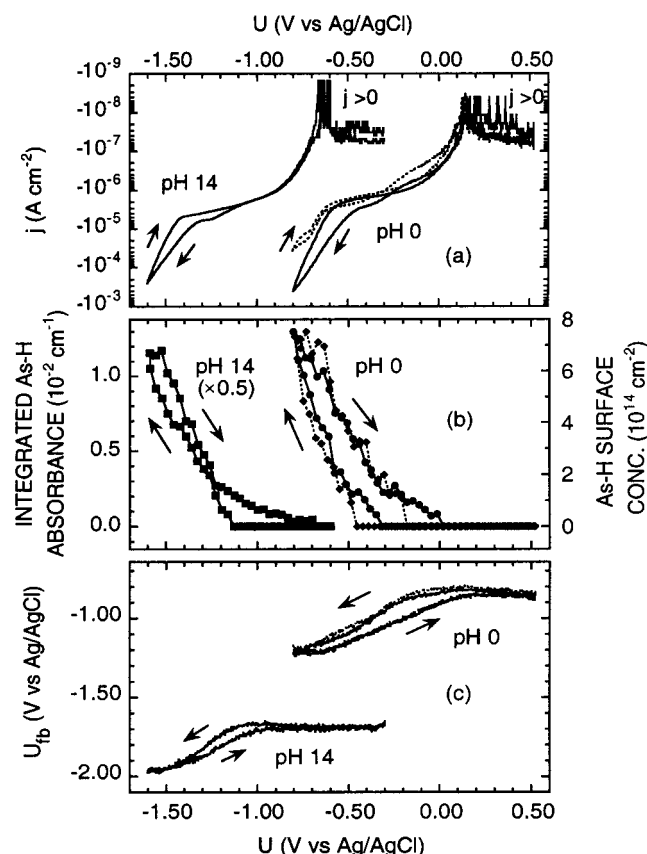 U (V vs Ag/AgCl)
-1.50 -1.00 -0.50 0.00 0.50
-10⁻⁹
-10⁻⁸
-10⁻⁷
-10⁻⁶
-10⁻⁵
-10⁻⁴
-10⁻³
j (A cm⁻²)
j >0
j >0
pH 14
pH 0
(a)
INTEGRATED As-H
ABSORBANCE (10⁻² cm⁻¹)
1.0
0.5
0.0
pH 14
(×0.5)
pH 0
(b)
8
6
4
2
0
As-H SURFACE
CONC. (10¹⁴ cm⁻²)
U_fb (V vs Ag/AgCl)
-1.00
-1.50
-2.00
pH 0
(c)
pH 14
-1.50 -1.00 -0.50 0.00 0.50
U (V vs Ag/AgCl)